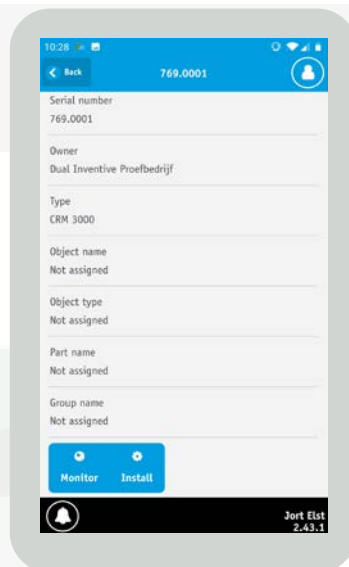 10:28
Back
769.0001
Serial number
769.0001
Owner
Dual Inventive Proefbedrijf
Type
CRM 3000
Object name
Not assigned
Object type
Not assigned
Part name
Not assigned
Group name
Not assigned
Monitor Install
Jort Elst
2.43.1